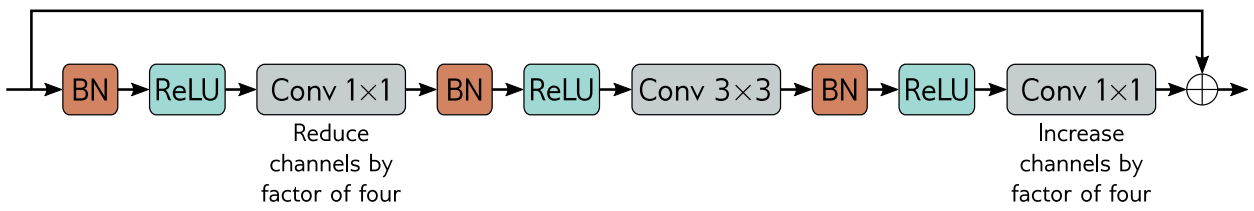 BN ReLU Conv 1×1 BN ReLU Conv 3×3 BN ReLU Conv 1×1
Reduce
channels by
factor of four
Increase
channels by
factor of four